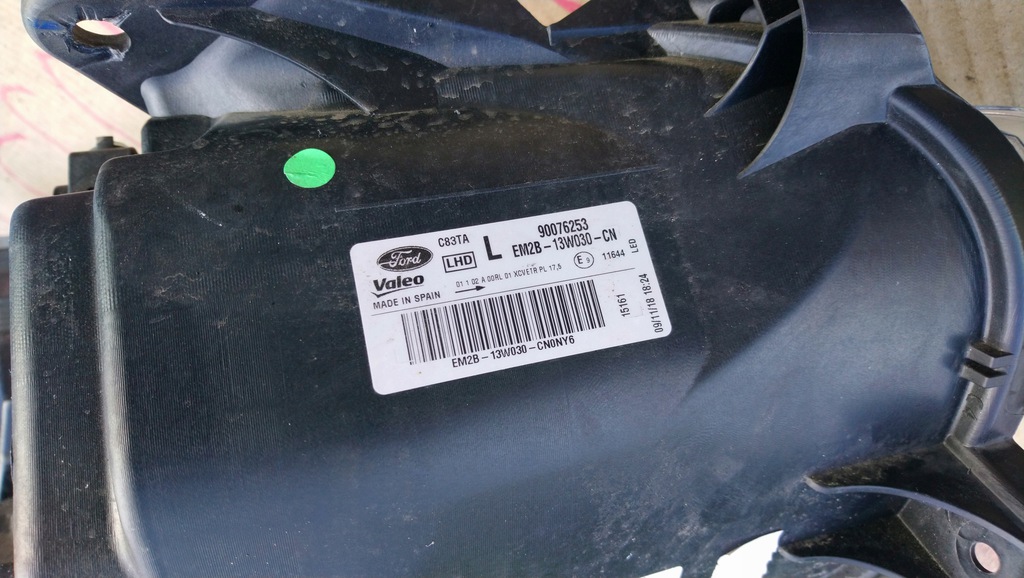 C83TA
90076253
Ford
LHD
L
EM2B-13W030-CN
Valeo
01 1 02 A 00RL 01 XCVETR PL 17,5
E9
11644
LED
MADE IN SPAIN
15161
09/11/18 18:24
EM2B-13W030-CN0NY6